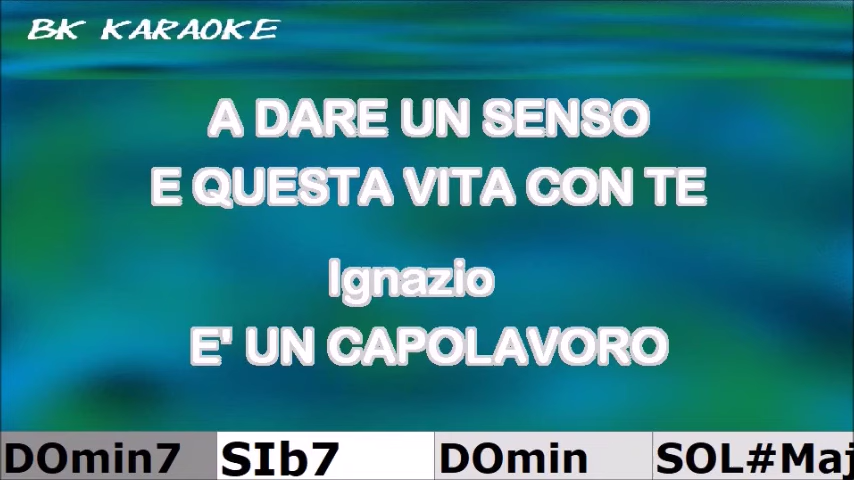 BK KARAOKE
A DARE UN SENSO
E QUESTA VITA CON TE
Ignazio
E' UN CAPOLAVORO
DOmin7 SIb7 DOmin SOL#Maj